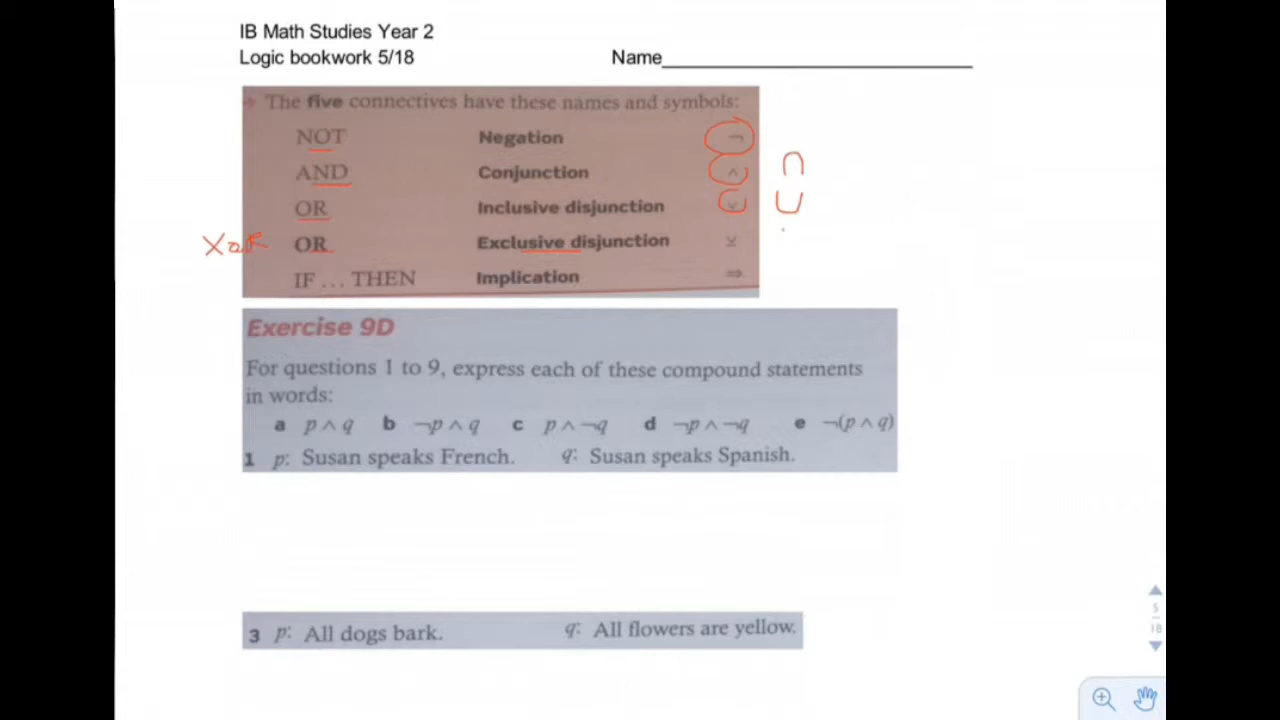 IB Math Studies Year 2
Logic bookwork 5/18 Name
→ The five connectives have these names and symbols:
NOT Negation ¬
AND Conjunction ∧ ∩
OR Inclusive disjunction ∨ ∪
XOR OR Exclusive disjunction ⊻
IF ... THEN Implication ⇒
Exercise 9D
For questions 1 to 9, express each of these compound statements
in words:
a p ∧ q b ¬p ∧ q c p ∧ ¬q d ¬p ∧ ¬q e ¬(p ∧ q)
1 p: Susan speaks French. q: Susan speaks Spanish.
3 p: All dogs bark. q: All flowers are yellow.
5
18